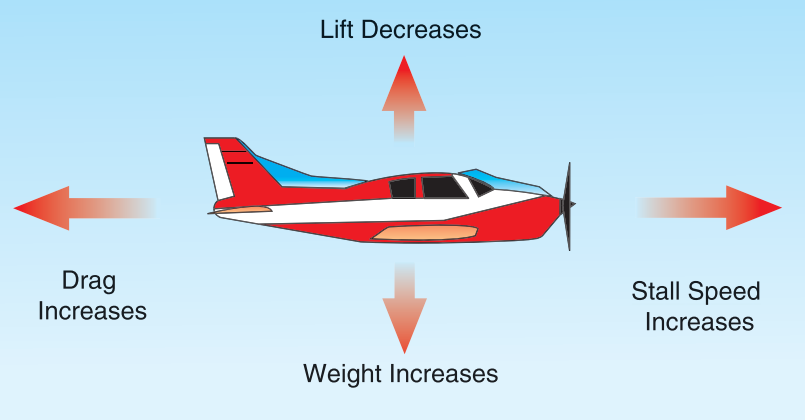 Lift Decreases
Drag
Increases
Stall Speed
Increases
Weight Increases